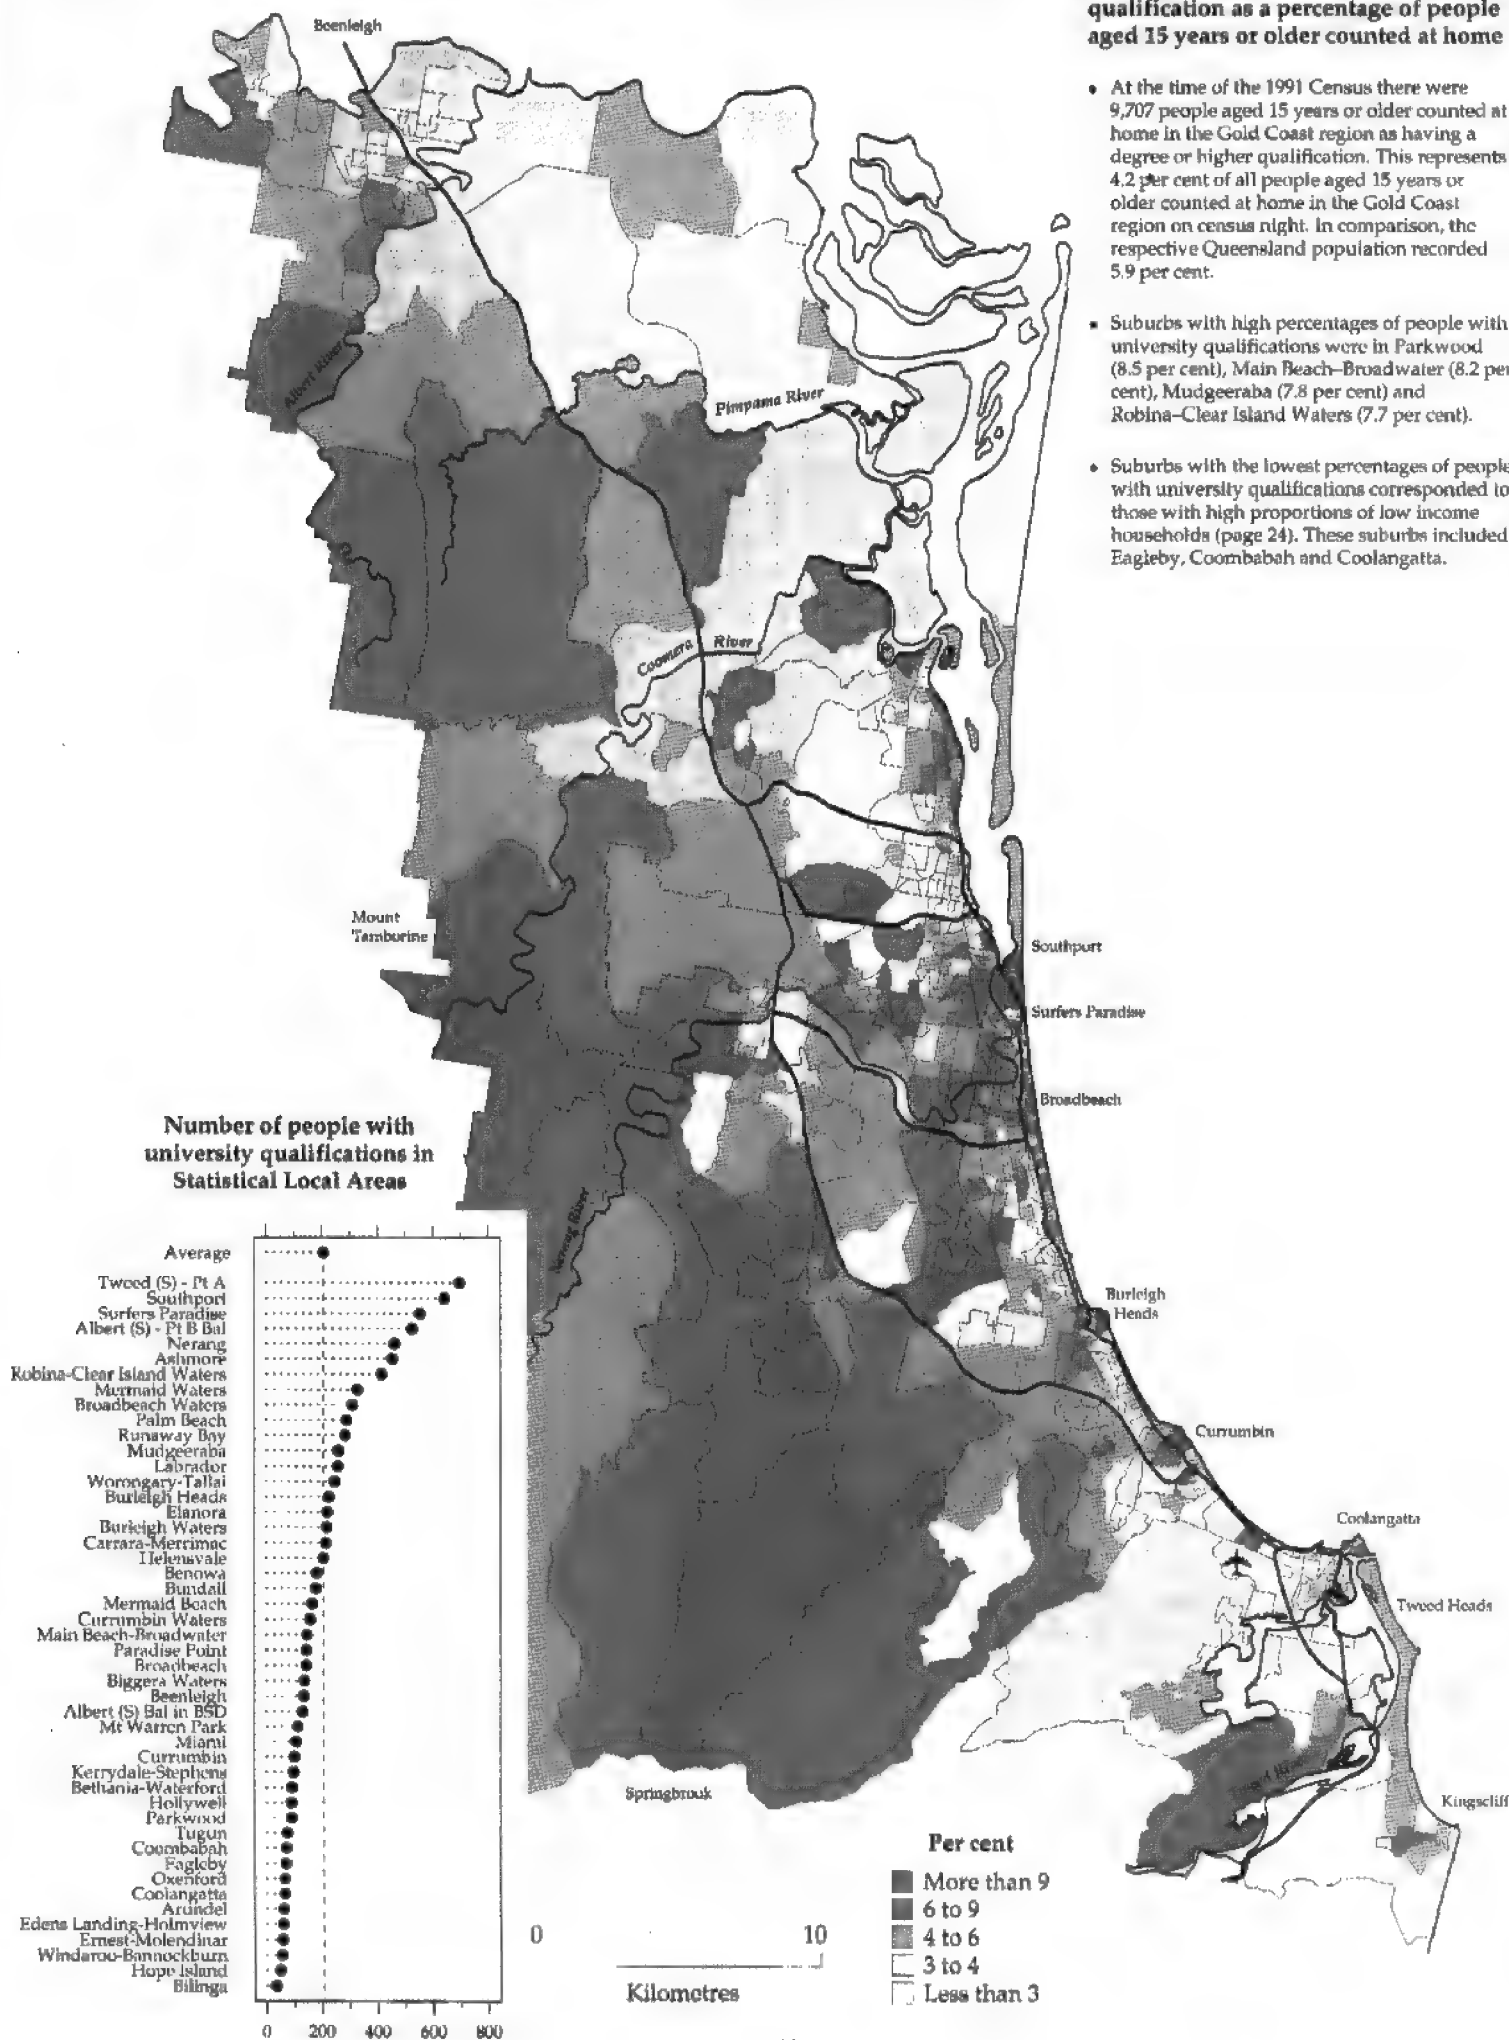 qualification as a percentage of people
aged 15 years or older counted at home
• At the time of the 1991 Census there were
9,707 people aged 15 years or older counted at
home in the Gold Coast region as having a
degree or higher qualification. This represents
4.2 per cent of all people aged 15 years or
older counted at home in the Gold Coast
region on census night. In comparison, the
respective Queensland population recorded
5.9 per cent.
• Suburbs with high percentages of people with
university qualifications were in Parkwood
(8.5 per cent), Main Beach–Broadwater (8.2 per
cent), Mudgeeraba (7.8 per cent) and
Robina–Clear Island Waters (7.7 per cent).
• Suburbs with the lowest percentages of people
with university qualifications corresponded to
those with high proportions of low income
households (page 24). These suburbs included
Eagleby, Coombabah and Coolangatta.
Beenleigh
Albert River
Pimpama River
Coomera River
Mount
Tamborine
Southport
Surfers Paradise
Broadbeach
Nerang River
Burleigh
Heads
Currumbin
Coolangatta
Tweed Heads
Kingscliff
Springbrook
Number of people with
university qualifications in
Statistical Local Areas
Average
Tweed (S) - Pt A
Southport
Surfers Paradise
Albert (S) - Pt B Bal
Nerang
Ashmore
Robina-Clear Island Waters
Mermaid Waters
Broadbeach Waters
Palm Beach
Runaway Bay
Mudgeeraba
Labrador
Worongary-Tallai
Burleigh Heads
Elanora
Burleigh Waters
Carrara-Merrimac
Helensvale
Benowa
Bundall
Mermaid Beach
Currumbin Waters
Main Beach-Broadwater
Paradise Point
Broadbeach
Biggera Waters
Beenleigh
Albert (S) Bal in BSD
Mt Warren Park
Miami
Currumbin
Kerrydale-Stephens
Bethania-Waterford
Hollywell
Parkwood
Tugun
Coombabah
Eagleby
Oxenford
Coolangatta
Arundel
Edens Landing-Holmview
Ernest-Molendinar
Windaroo-Bannockburn
Hope Island
Bilinga
0 200 400 600 800
0 10
Kilometres
Per cent
More than 9
6 to 9
4 to 6
3 to 4
Less than 3